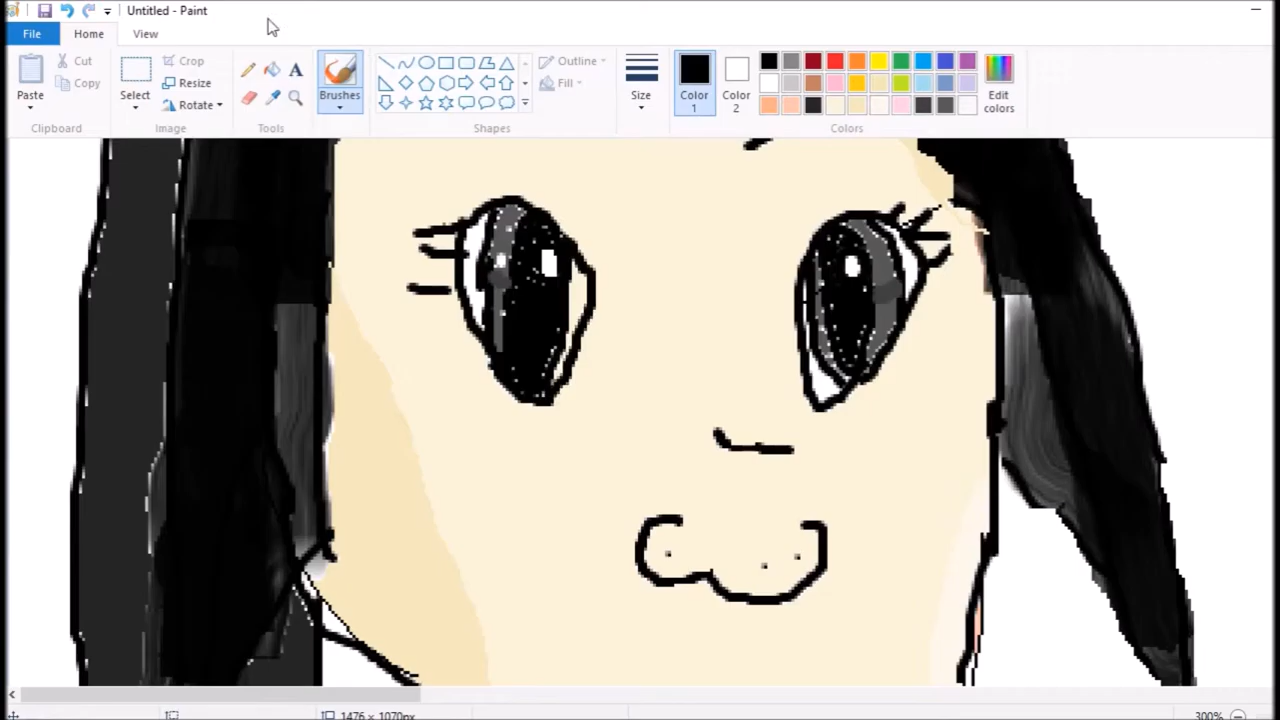 Untitled - Paint
File Home View
Cut
Copy
Paste
Clipboard
Crop
Resize
Rotate
Select
Image
A
Tools
Brushes
Outline
Fill
Shapes
Size
Color
1
Color
2
Edit
colors
Colors
1476 × 1070px
300%